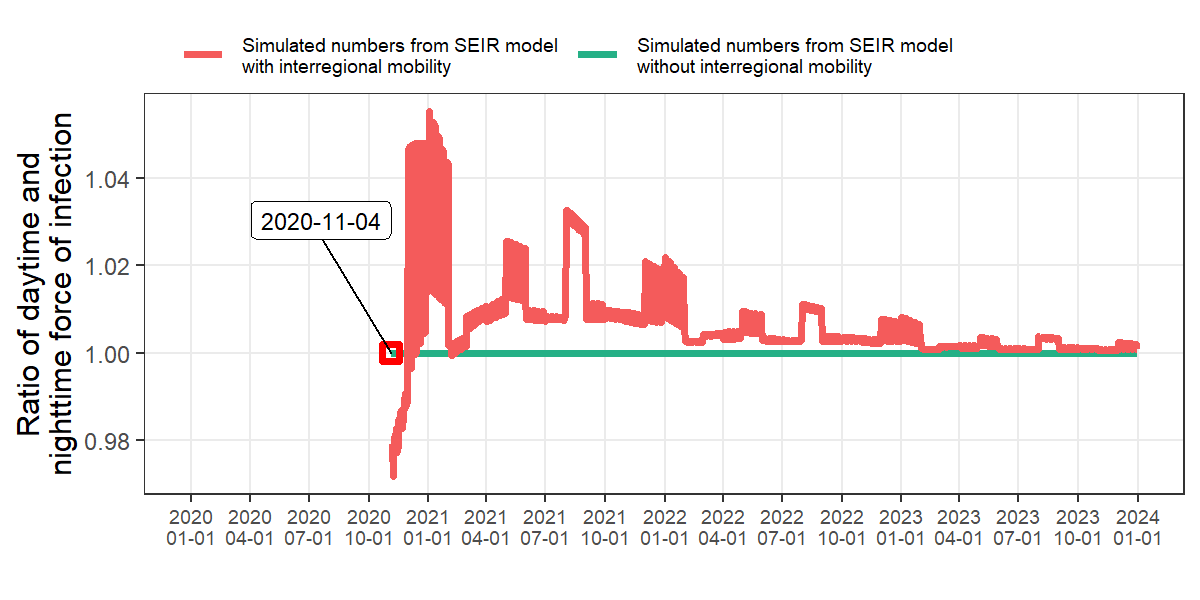 Simulated numbers from SEIR model
with interregional mobility
Simulated numbers from SEIR model
without interregional mobility
Ratio of daytime and
nighttime force of infection
1.04
1.02
1.00
0.98
2020-11-04
2020 2020 2020 2020 2021 2021 2021 2021 2022 2022 2022 2022 2023 2023 2023 2023 2024
01-01 04-01 07-01 10-01 01-01 04-01 07-01 10-01 01-01 04-01 07-01 10-01 01-01 04-01 07-01 10-01 01-01